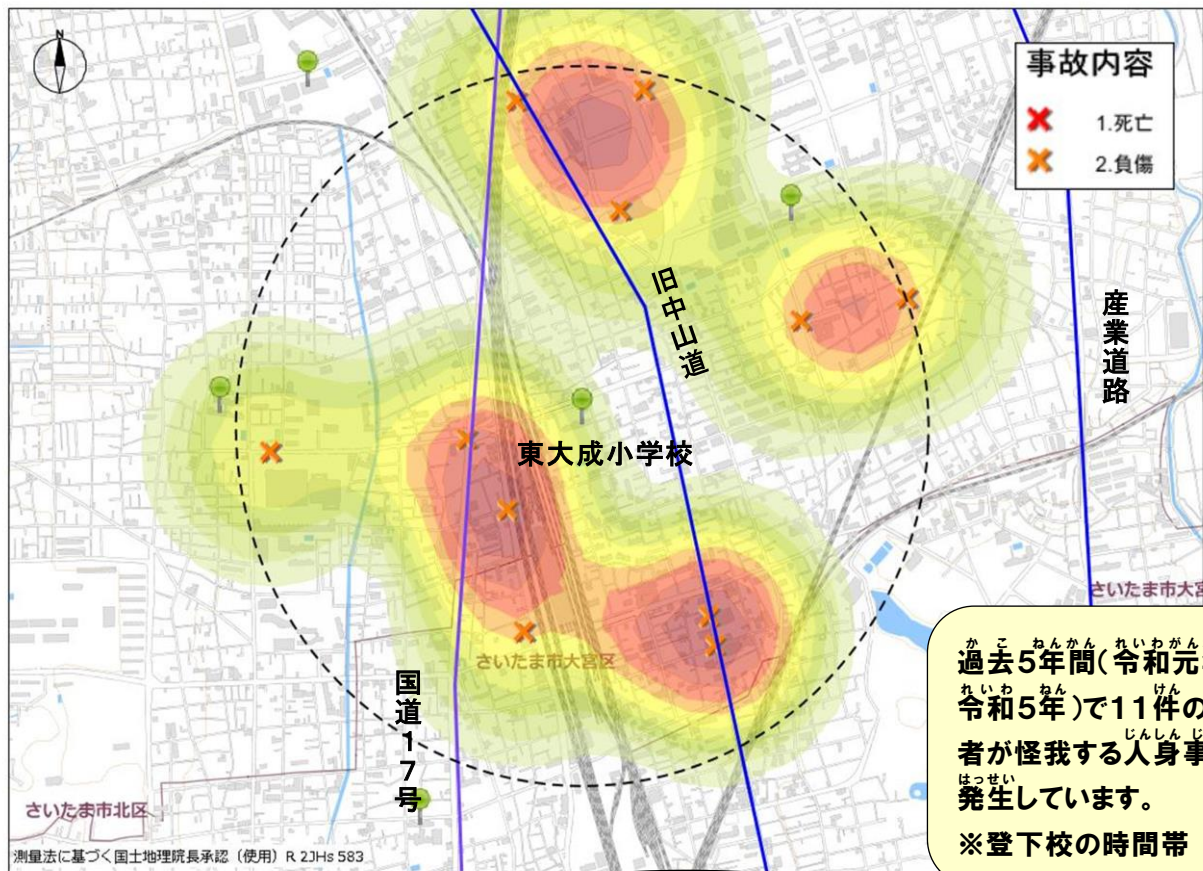 N
事故内容
1.死亡
2.負傷
旧中山道
産業道路
東大成小学校
さいたま市大宮
さいたま市大宮区
国道17号
さいたま市北区
測量法に基づく国土地理院長承認（使用）R 2JHs 583
かこ ねんかん れいわがん
過去5年間(令和元
れいわ ねん けん
令和5年)で11件の
じんしん じ
者が怪我する人身事
はっせい
発生しています。
※登下校の時間帯